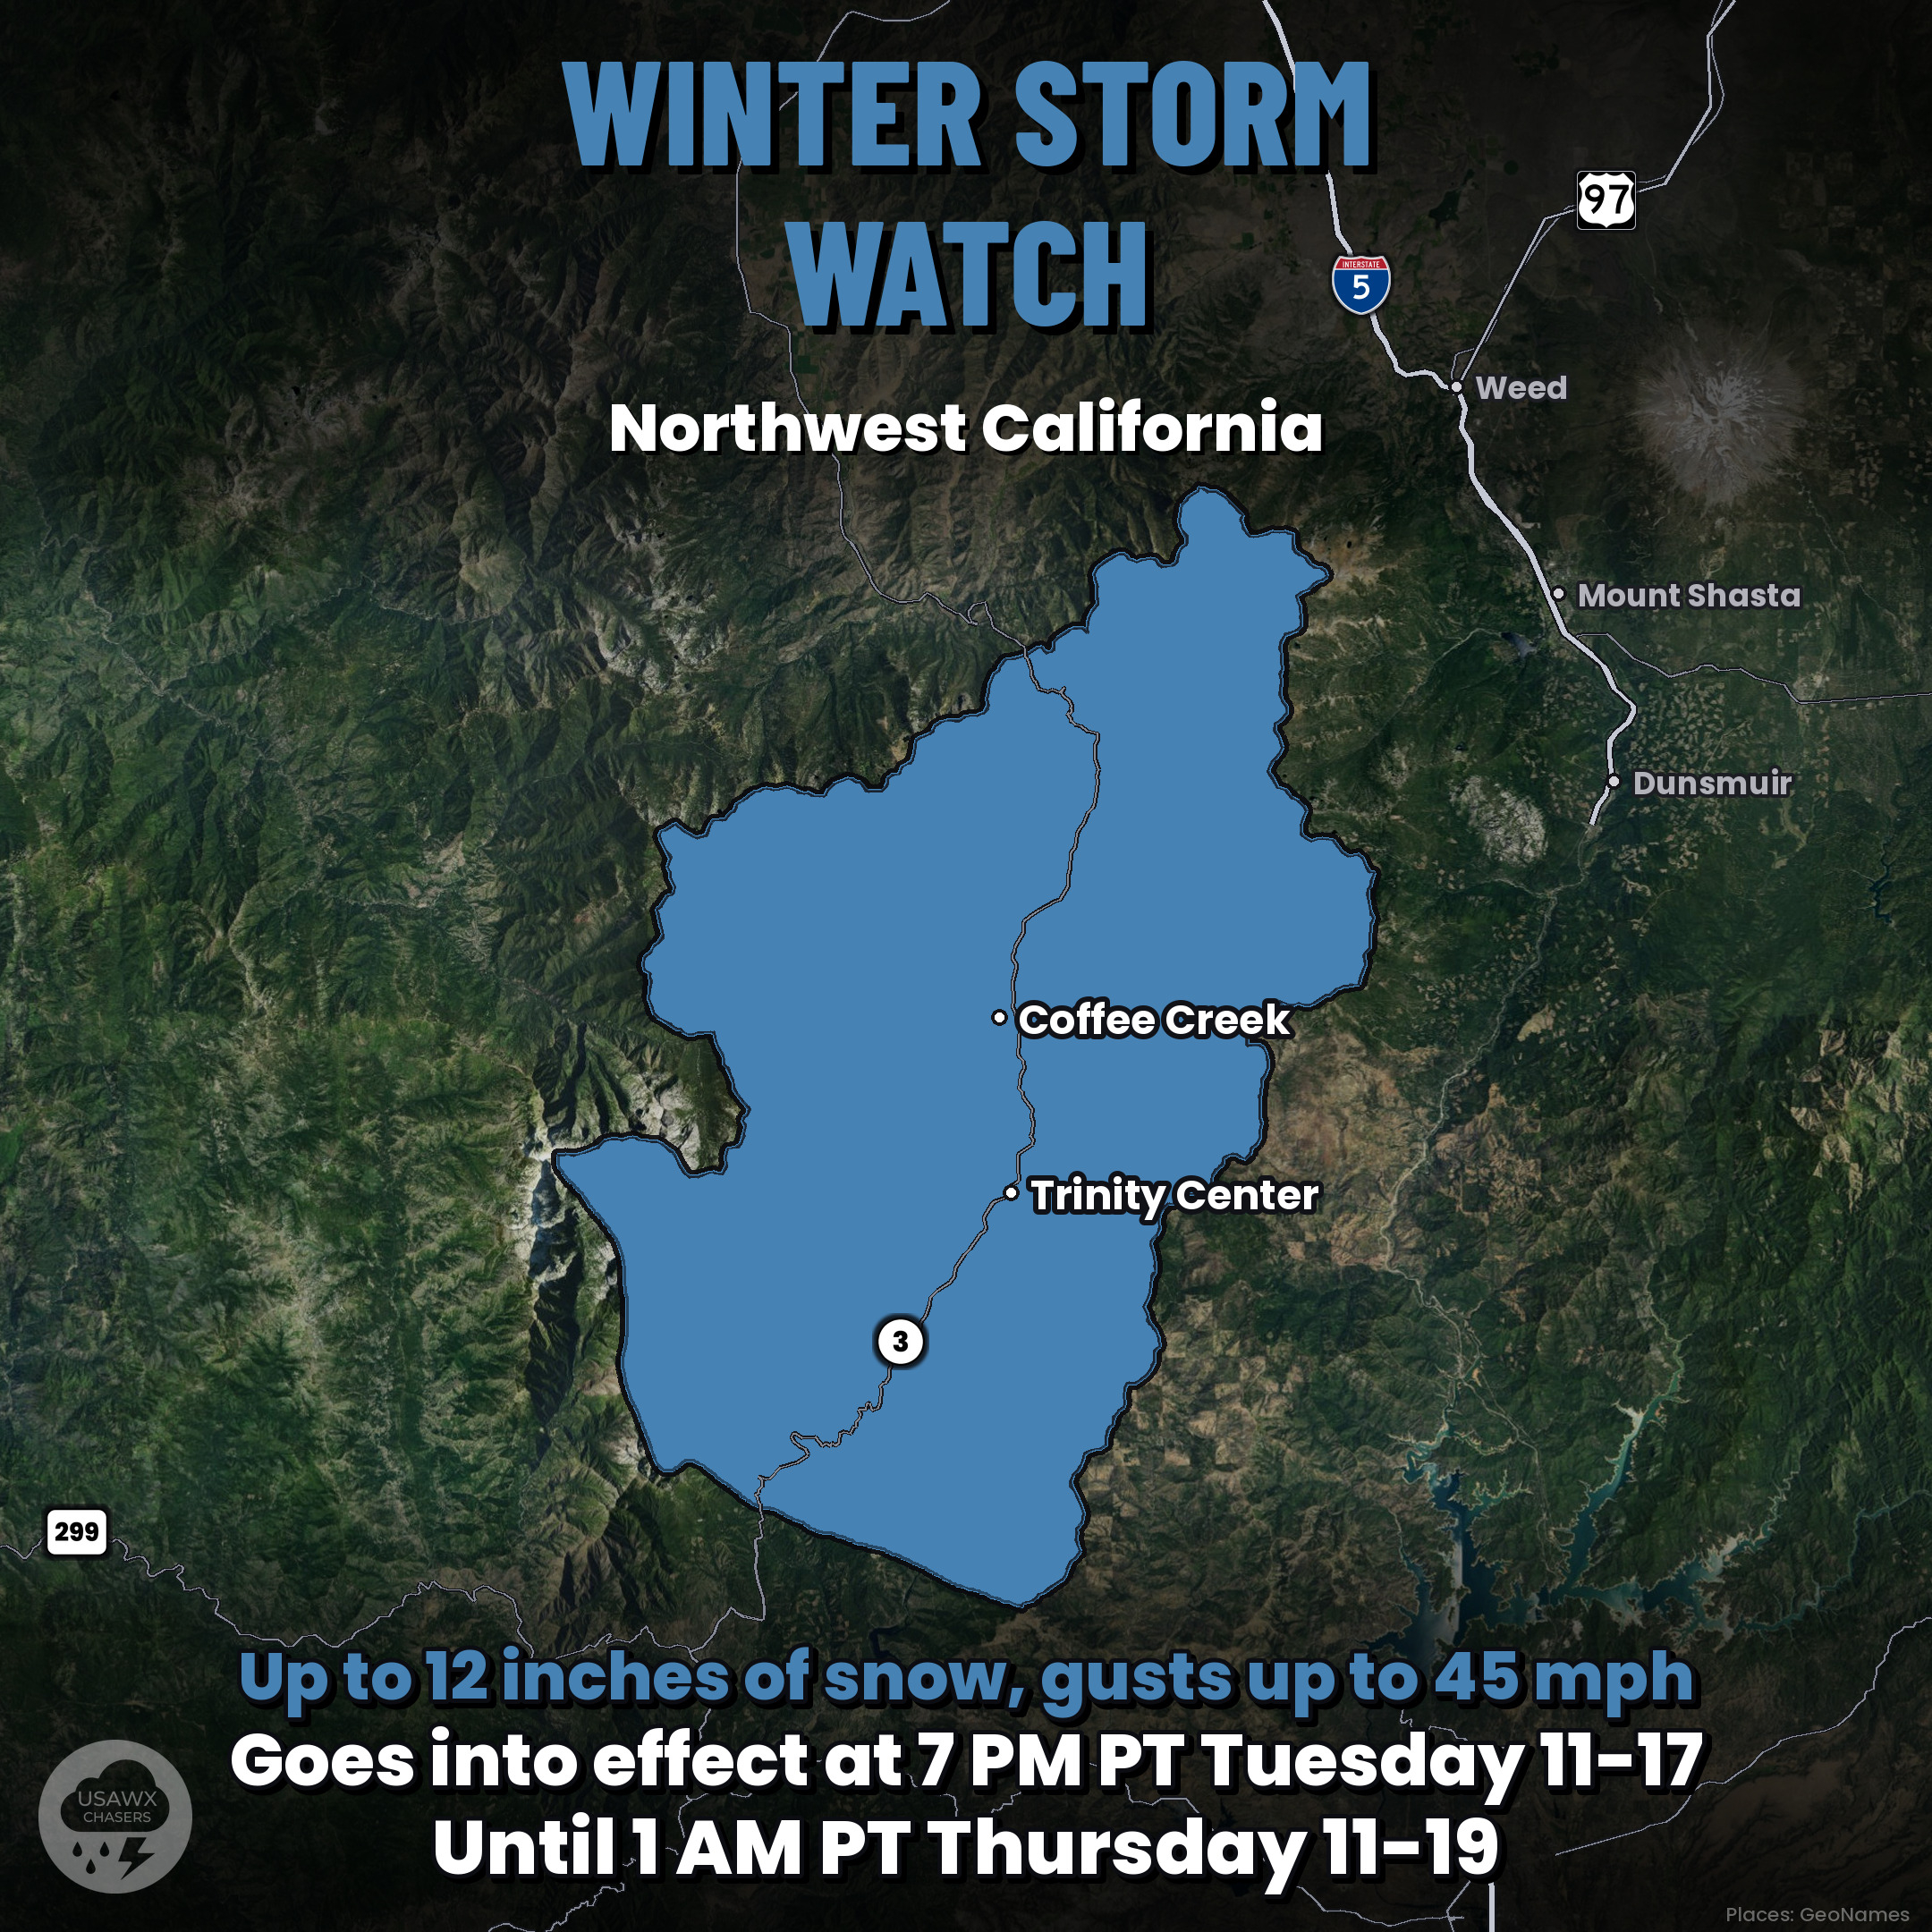 WINTER STORM
WATCH
97
INTERSTATE
5
Weed
Northwest California
Mount Shasta
Dunsmuir
Coffee Creek
Trinity Center
3
299
Up to 12 inches of snow, gusts up to 45 mph
Goes into effect at 7 PM PT Tuesday 11-17
Until 1 AM PT Thursday 11-19
USAWX
CHASERS
Places: GeoNames